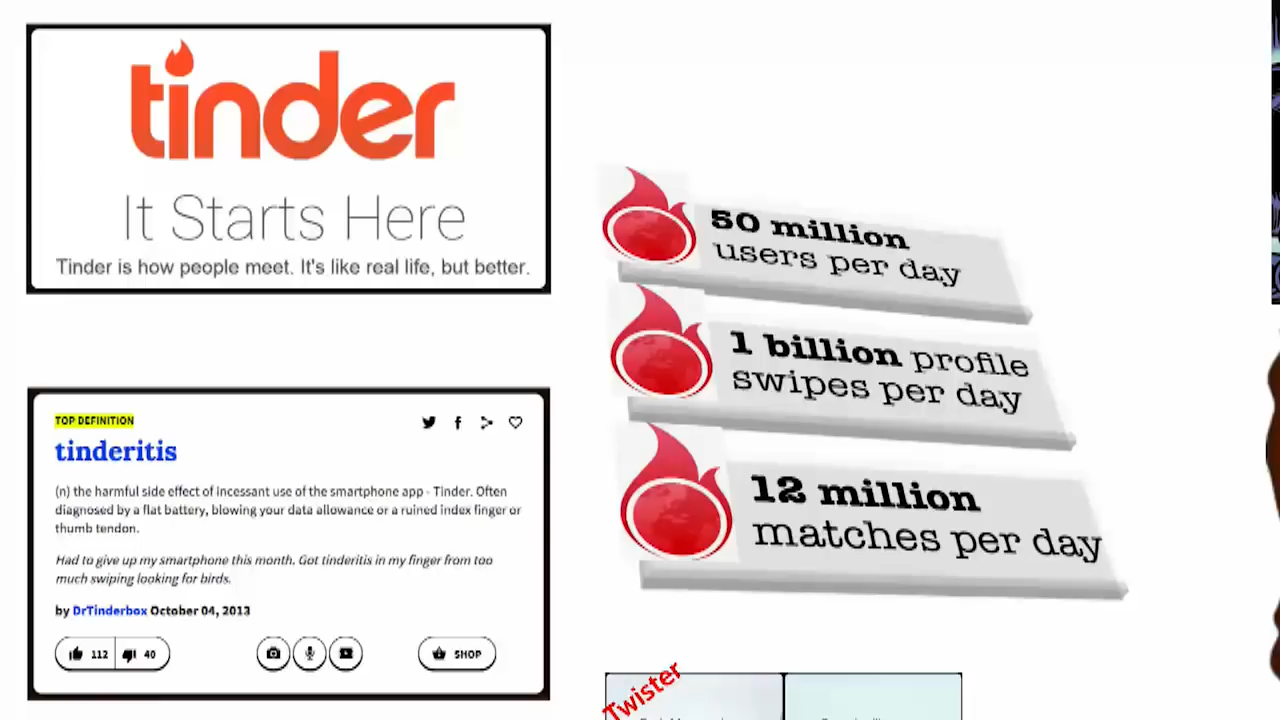 tinder
It Starts Here
Tinder is how people meet. It's like real life, but better.
TOP DEFINITION
tinderitis
(n) the harmful side effect of incessant use of the smartphone app - Tinder. Often
diagnosed by a flat battery, blowing your data allowance or a ruined index finger or
thumb tendon.
Had to give up my smartphone this month. Got tinderitis in my finger from too
much swiping looking for birds.
by DrTinderbox October 04, 2013
112
40
SHOP
50 million
users per day
1 billion profile
swipes per day
12 million
matches per day
Twister